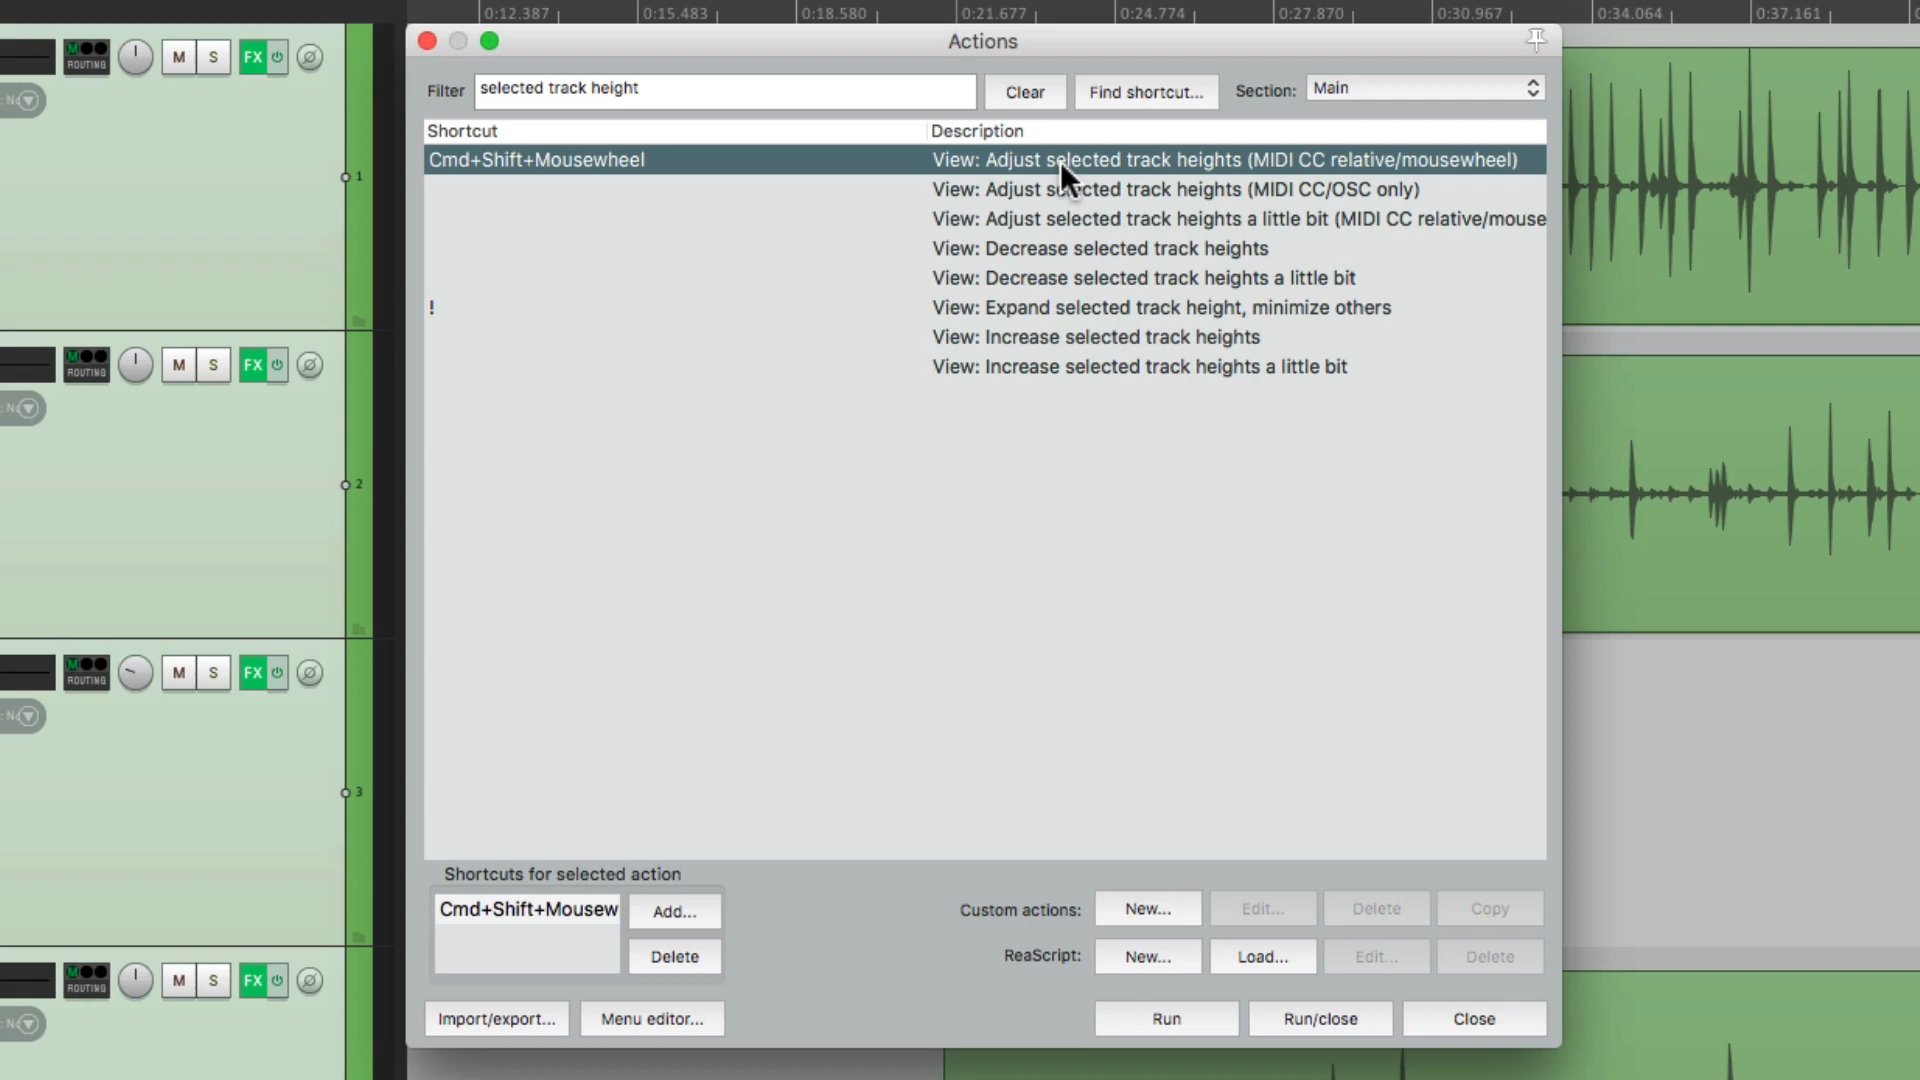 0:12.387 0:15.483 0:18.580 0:21.677 0:24.774 0:27.870 0:30.967 0:34.064 0:37.161
Actions
Filter selected track height Clear Find shortcut... Section: Main
Shortcut Description
Cmd+Shift+Mousewheel View: Adjust selected track heights (MIDI CC relative/mousewheel)
View: Adjust selected track heights (MIDI CC/OSC only)
View: Adjust selected track heights a little bit (MIDI CC relative/mouse
View: Decrease selected track heights
View: Decrease selected track heights a little bit
! View: Expand selected track height, minimize others
View: Increase selected track heights
View: Increase selected track heights a little bit
Shortcuts for selected action
Cmd+Shift+Mousew Add...
Delete
Custom actions: New... Edit... Delete Copy
ReaScript: New... Load... Edit... Delete
Import/export... Menu editor... Run Run/close Close
M ROUTING M S FX
1
M ROUTING M S FX
2
M ROUTING M S FX
3
M ROUTING M S FX